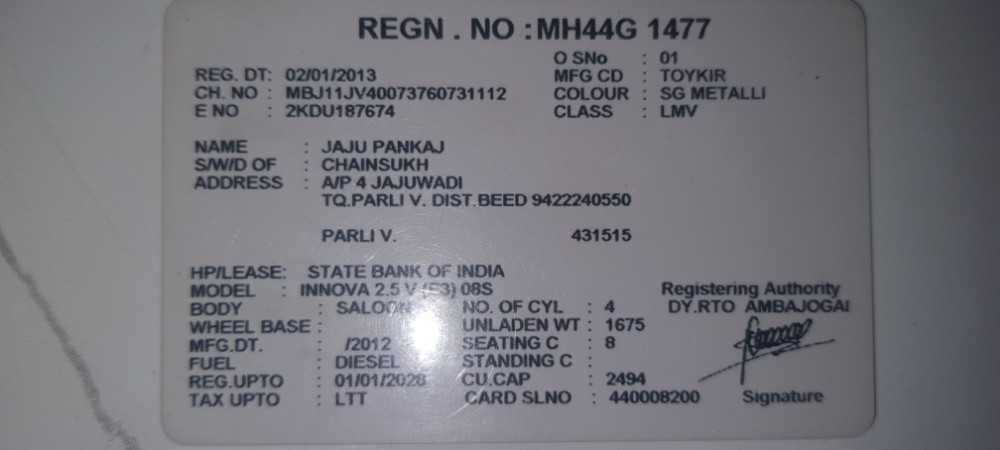 REGN . NO : MH44G 1477
O SNo : 01
REG. DT: 02/01/2013 MFG CD : TOYKIR
CH. NO : MBJ11JV40073760731112 COLOUR : SG METALLI
E NO : 2KDU187674 CLASS : LMV
NAME : JAJU PANKAJ
S/W/D OF : CHAINSUKH
ADDRESS : A/P 4 JAJUWADI
TQ.PARLI V. DIST.BEED 9422240550
PARLI V. 431515
HP/LEASE: STATE BANK OF INDIA
MODEL : INNOVA 2.5 V (E3) 08S Registering Authority
BODY : SALOON NO. OF CYL : 4 DY.RTO AMBAJOGAI
WHEEL BASE : UNLADEN WT : 1675
MFG.DT. : /2012 SEATING C : 8
FUEL : DIESEL STANDING C :
REG.UPTO : 01/01/2028 CU.CAP : 2494
TAX UPTO : LTT CARD SLNO : 440008200 Signature